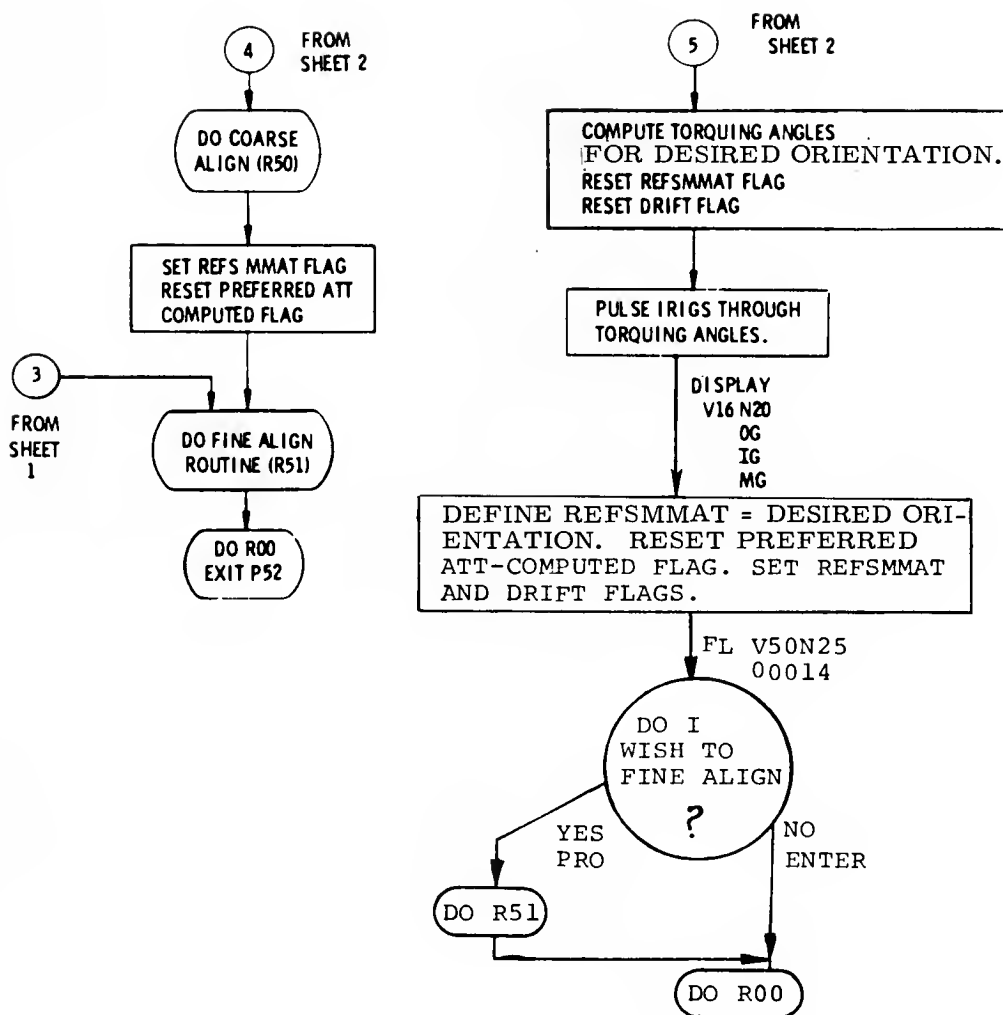 4
FROM
SHEET 2
DO COARSE
ALIGN (R50)
SET REFS MMAT FLAG
RESET PREFERRED ATT
COMPUTED FLAG
3
FROM
SHEET
1
DO FINE ALIGN
ROUTINE (R51)
DO R00
EXIT P52
5
FROM
SHEET 2
COMPUTE TORQUING ANGLES
FOR DESIRED ORIENTATION.
RESET REFSMMAT FLAG
RESET DRIFT FLAG
PULSE IRIGS THROUGH
TORQUING ANGLES.
DISPLAY
V16 N20
OG
IG
MG
DEFINE REFSMMAT = DESIRED ORI-
ENTATION. RESET PREFERRED
ATT-COMPUTED FLAG. SET REFSMMAT
AND DRIFT FLAGS.
FL V50N25
00014
DO I
WISH TO
FINE ALIGN
?
YES
PRO
NO
ENTER
DO R51
DO R00